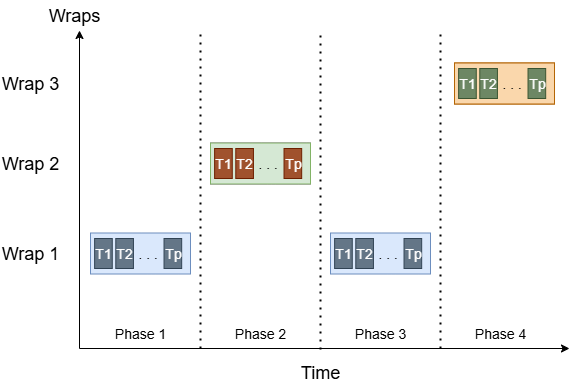 Wraps
Wrap 3
T1 T2 . . . Tp
Wrap 2
T1 T2 . . . Tp
Wrap 1
T1 T2 . . . Tp
T1 T2 . . . Tp
Phase 1
Phase 2
Phase 3
Phase 4
Time